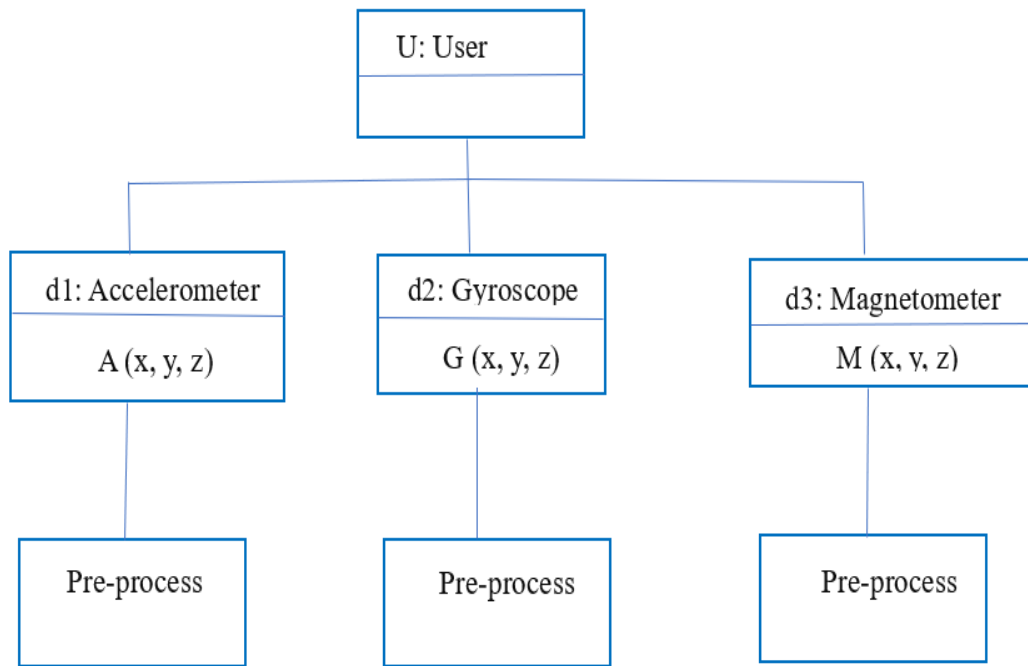 U: User
d1: Accelerometer
A (x, y, z)
d2: Gyroscope
G (x, y, z)
d3: Magnetometer
M (x, y, z)
Pre-process
Pre-process
Pre-process